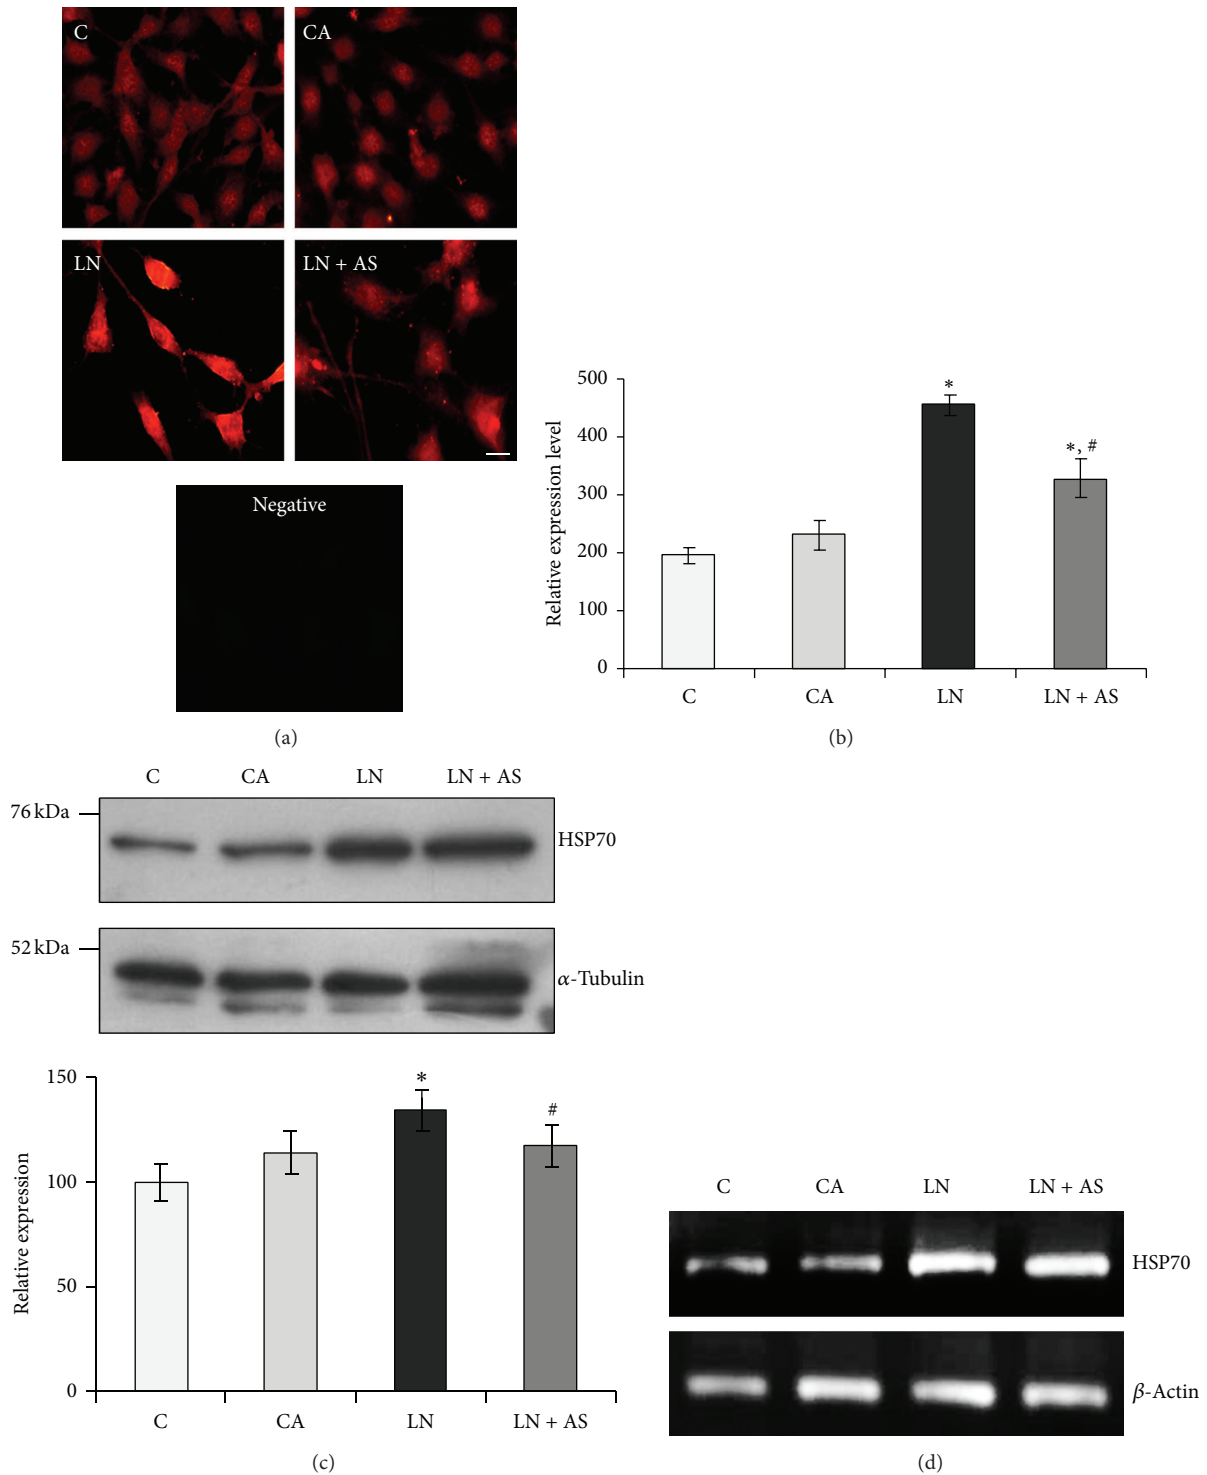 C
CA
LN
LN + AS
Negative
(a)
Relative expression level
500
400
300
200
100
0
*
*, #
C
CA
LN
LN + AS
(b)
C
CA
LN
LN + AS
76 kDa
HSP70
52 kDa
α-Tubulin
Relative expression
150
100
50
0
*
#
C
CA
LN
LN + AS
(c)
C
CA
LN
LN + AS
HSP70
β-Actin
(d)